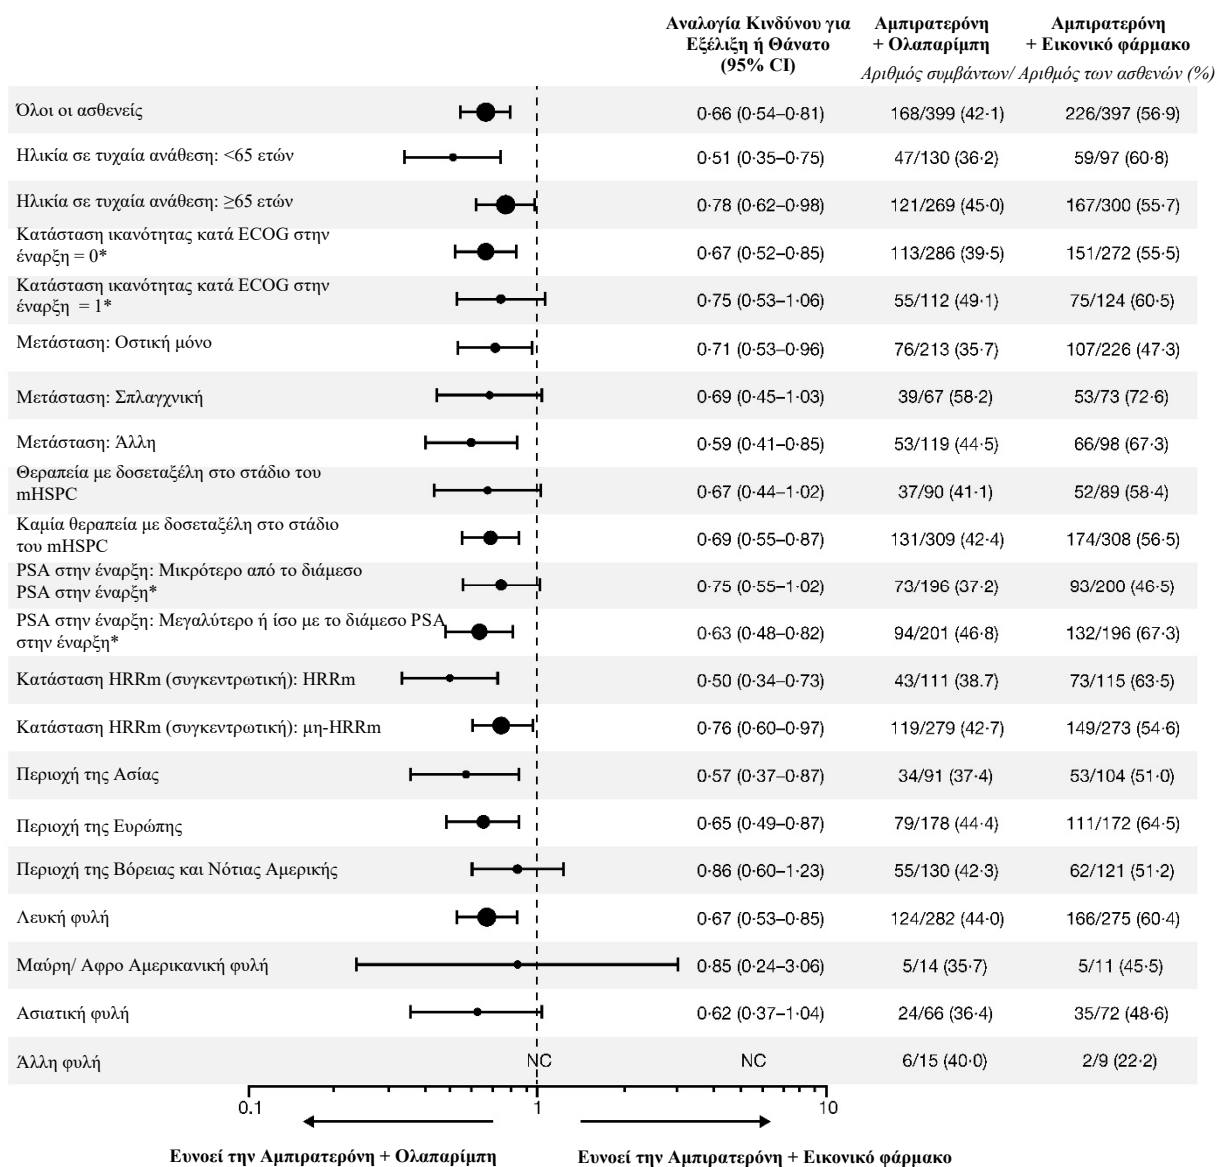 Αναλογία Κινδύνου για Εξέλιξη ή Θάνατο (95% CI) Αμπιρατερόνη + Ολαπαρίμπη Αμπιρατερόνη + Εικονικό φάρμακο
Αριθμός συμβάντων/ Αριθμός των ασθενών (%)
Όλοι οι ασθενείς 0·66 (0·54–0·81) 168/399 (42·1) 226/397 (56·9)
Ηλικία σε τυχαία ανάθεση: <65 ετών 0·51 (0·35–0·75) 47/130 (36·2) 59/97 (60·8)
Ηλικία σε τυχαία ανάθεση: ≥65 ετών 0·78 (0·62–0·98) 121/269 (45·0) 167/300 (55·7)
Κατάσταση ικανότητας κατά ECOG στην
έναρξη = 0* 0·67 (0·52–0·85) 113/286 (39·5) 151/272 (55·5)
Κατάσταση ικανότητας κατά ECOG στην
έναρξη = 1* 0·75 (0·53–1·06) 55/112 (49·1) 75/124 (60·5)
Μετάσταση: Οστική μόνο 0·71 (0·53–0·96) 76/213 (35·7) 107/226 (47·3)
Μετάσταση: Σπλαγχνική 0·69 (0·45–1·03) 39/67 (58·2) 53/73 (72·6)
Μετάσταση: Άλλη 0·59 (0·41–0·85) 53/119 (44·5) 66/98 (67·3)
Θεραπεία με δοσεταξέλη στο στάδιο του
mHSPC 0·67 (0·44–1·02) 37/90 (41·1) 52/89 (58·4)
Καμία θεραπεία με δοσεταξέλη στο στάδιο
του mHSPC 0·69 (0·55–0·87) 131/309 (42·4) 174/308 (56·5)
PSA στην έναρξη: Μικρότερο από το διάμεσο
PSA στην έναρξη* 0·75 (0·55–1·02) 73/196 (37·2) 93/200 (46·5)
PSA στην έναρξη: Μεγαλύτερο ή ίσο με το διάμεσο PSA
στην έναρξη* 0·63 (0·48–0·82) 94/201 (46·8) 132/196 (67·3)
Κατάσταση HRRm (συγκεντρωτική): HRRm 0·50 (0·34–0·73) 43/111 (38.7) 73/115 (63·5)
Κατάσταση HRRm (συγκεντρωτική): μη-HRRm 0·76 (0·60–0·97) 119/279 (42·7) 149/273 (54·6)
Περιοχή της Ασίας 0·57 (0·37–0·87) 34/91 (37·4) 53/104 (51·0)
Περιοχή της Ευρώπης 0·65 (0·49–0·87) 79/178 (44·4) 111/172 (64·5)
Περιοχή της Βόρειας και Νότιας Αμερικής 0·86 (0·60–1·23) 55/130 (42·3) 62/121 (51·2)
Λευκή φυλή 0·67 (0·53–0·85) 124/282 (44·0) 166/275 (60·4)
Μαύρη/ Αφρο Αμερικανική φυλή 0·85 (0·24–3·06) 5/14 (35·7) 5/11 (45·5)
Ασιατική φυλή 0·62 (0·37–1·04) 24/66 (36·4) 35/72 (48·6)
Άλλη φυλή NC NC 6/15 (40·0) 2/9 (22·2)
0.1 1 10
Ευνοεί την Αμπιρατερόνη + Ολαπαρίμπη Ευνοεί την Αμπιρατερόνη + Εικονικό φάρμακο